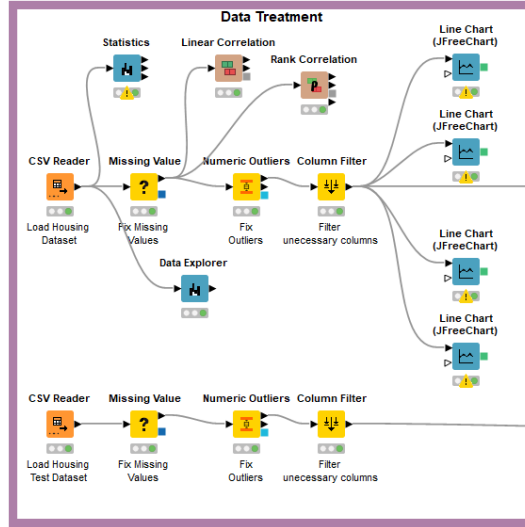 Data Treatment
Statistics
Linear Correlation
Rank Correlation
Line Chart
(JFreeChart)
Line Chart
(JFreeChart)
CSV Reader
Missing Value
Numeric Outliers
Column Filter
Load Housing
Dataset
Fix Missing
Values
Fix
Outliers
Filter
unecessary columns
Data Explorer
Line Chart
(JFreeChart)
Line Chart
(JFreeChart)
CSV Reader
Missing Value
Numeric Outliers
Column Filter
Load Housing
Test Dataset
Fix Missing
Values
Fix
Outliers
Filter
unecessary columns